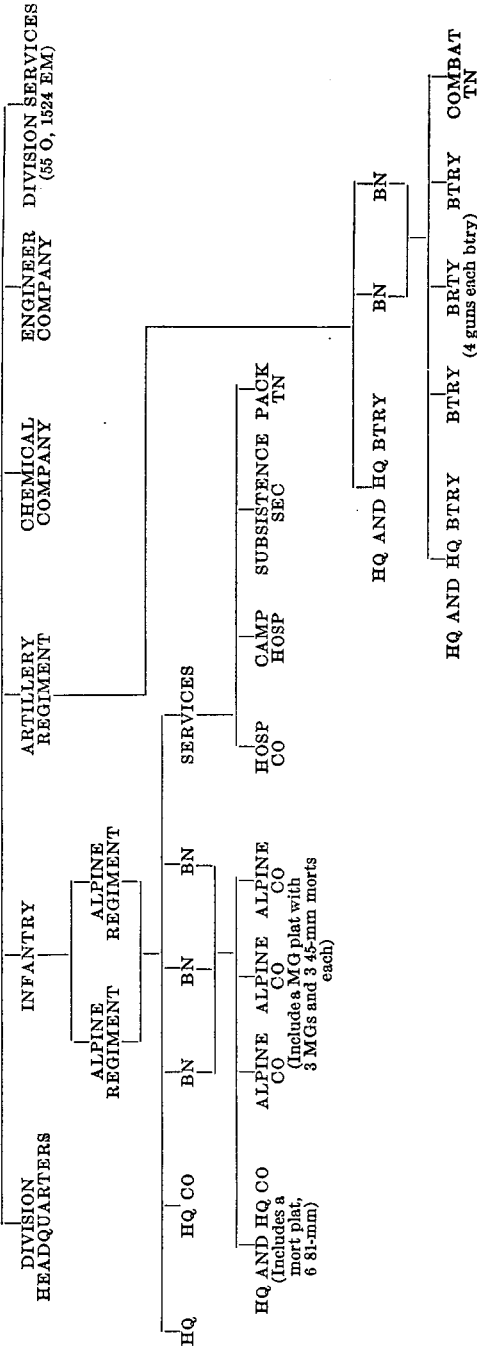 DIVISION
HEADQUARTERS
INFANTRY
ARTILLERY
REGIMENT
CHEMICAL
COMPANY
ENGINEER
COMPANY
DIVISION SERVICES
(55 O, 1524 EM)
ALPINE
REGIMENT
ALPINE
REGIMENT
HQ
HQ CO
BN
BN
BN
SERVICES
HQ AND HQ CO
(Includes a
mort plat,
6 81-mm)
ALPINE
CO
ALPINE
CO
ALPINE
CO
(Include a MG plat with
3 MGs and 3 45-mm morts
each)
HOSP
CO
CAMP
HOSP
SUBSISTENCE
SEC
PACK
TN
HQ AND HQ BTRY
BN
BN
HQ AND HQ BTRY
BTRY
BRTY
BTRY
(4 guns each btry)
COMBAT
TN